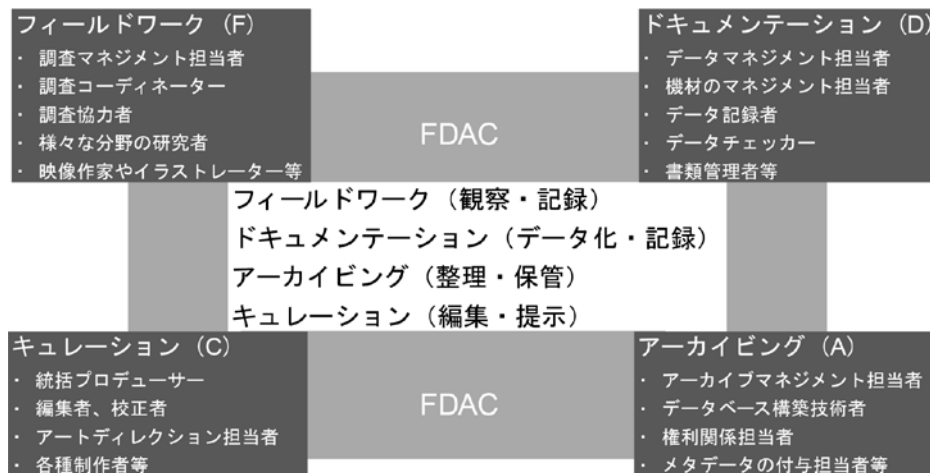 フィールドワーク（F）
・ 調査マネジメント担当者
・ 調査コーディネーター
・ 調査協力者
・ 様々な分野の研究者
・ 映像作家やイラストレーター等
ドキュメンテーション（D）
・ データマネジメント担当者
・ 機材のマネジメント担当者
・ データ記録者
・ データチェッカー
・ 書類管理者等
FDAC
フィールドワーク（観察・記録）
ドキュメンテーション（データ化・記録）
アーカイビング（整理・保管）
キュレーション（編集・提示）
キュレーション（C）
・ 統括プロデューサー
・ 編集者、校正者
・ アートディレクション担当者
・ 各種制作者等
FDAC
アーカイビング（A）
・ アーカイブマネジメント担当者
・ データベース構築技術者
・ 権利関係担当者
・ メタデータの付与担当者等